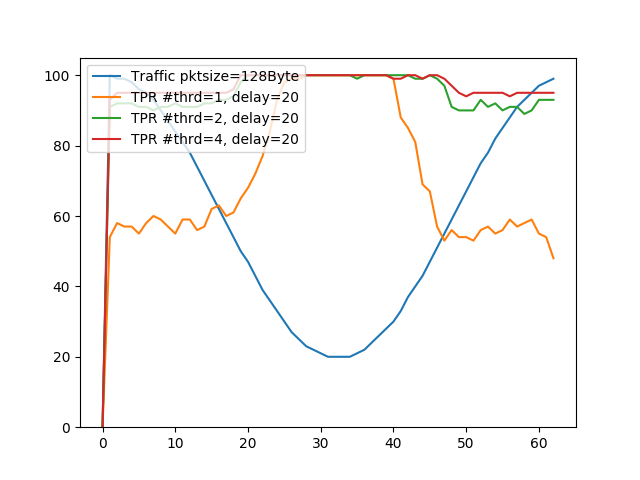 100
80
60
40
20
0
Traffic pktsize=128Byte
TPR #thrd=1, delay=20
TPR #thrd=2, delay=20
TPR #thrd=4, delay=20
0 10 20 30 40 50 60